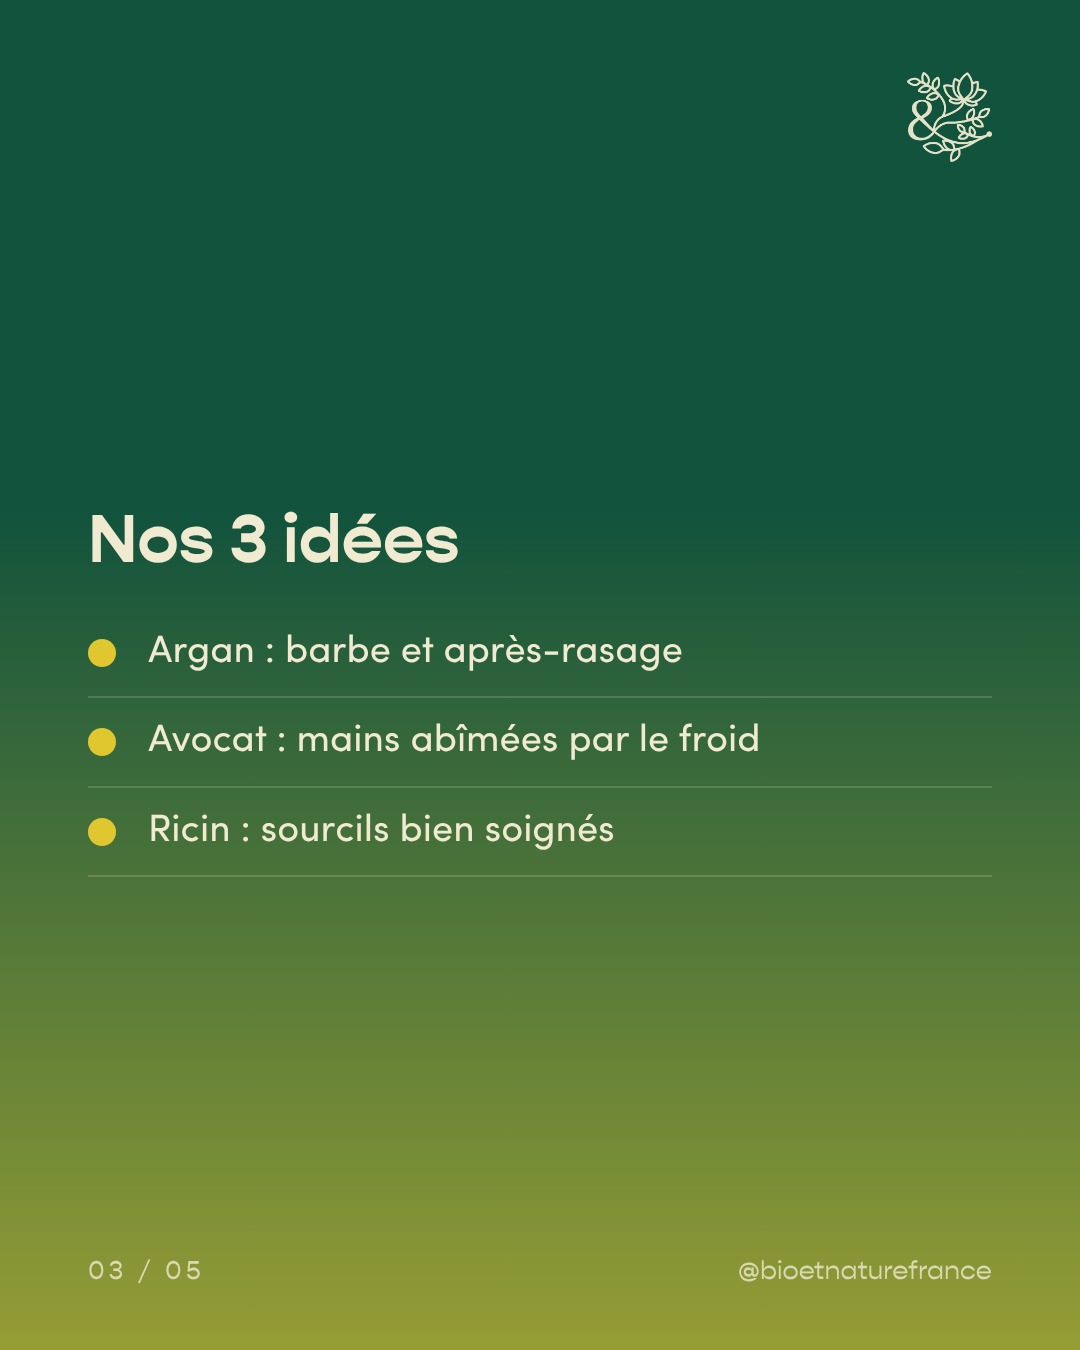 &
Nos 3 idées
Argan : barbe et après-rasage
Avocat : mains abîmées par le froid
Ricin : sourcils bien soignés
03 / 05
@bioetnaturefrance